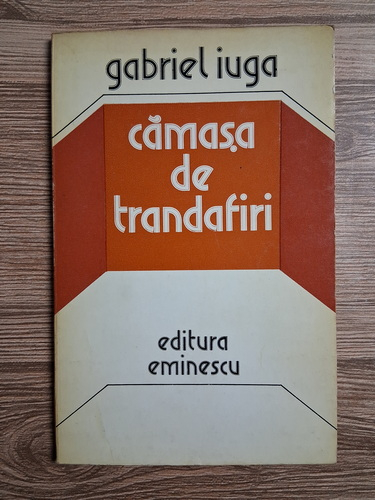 gabriel iuga
cămașa
de
trandafiri
editura
eminescu